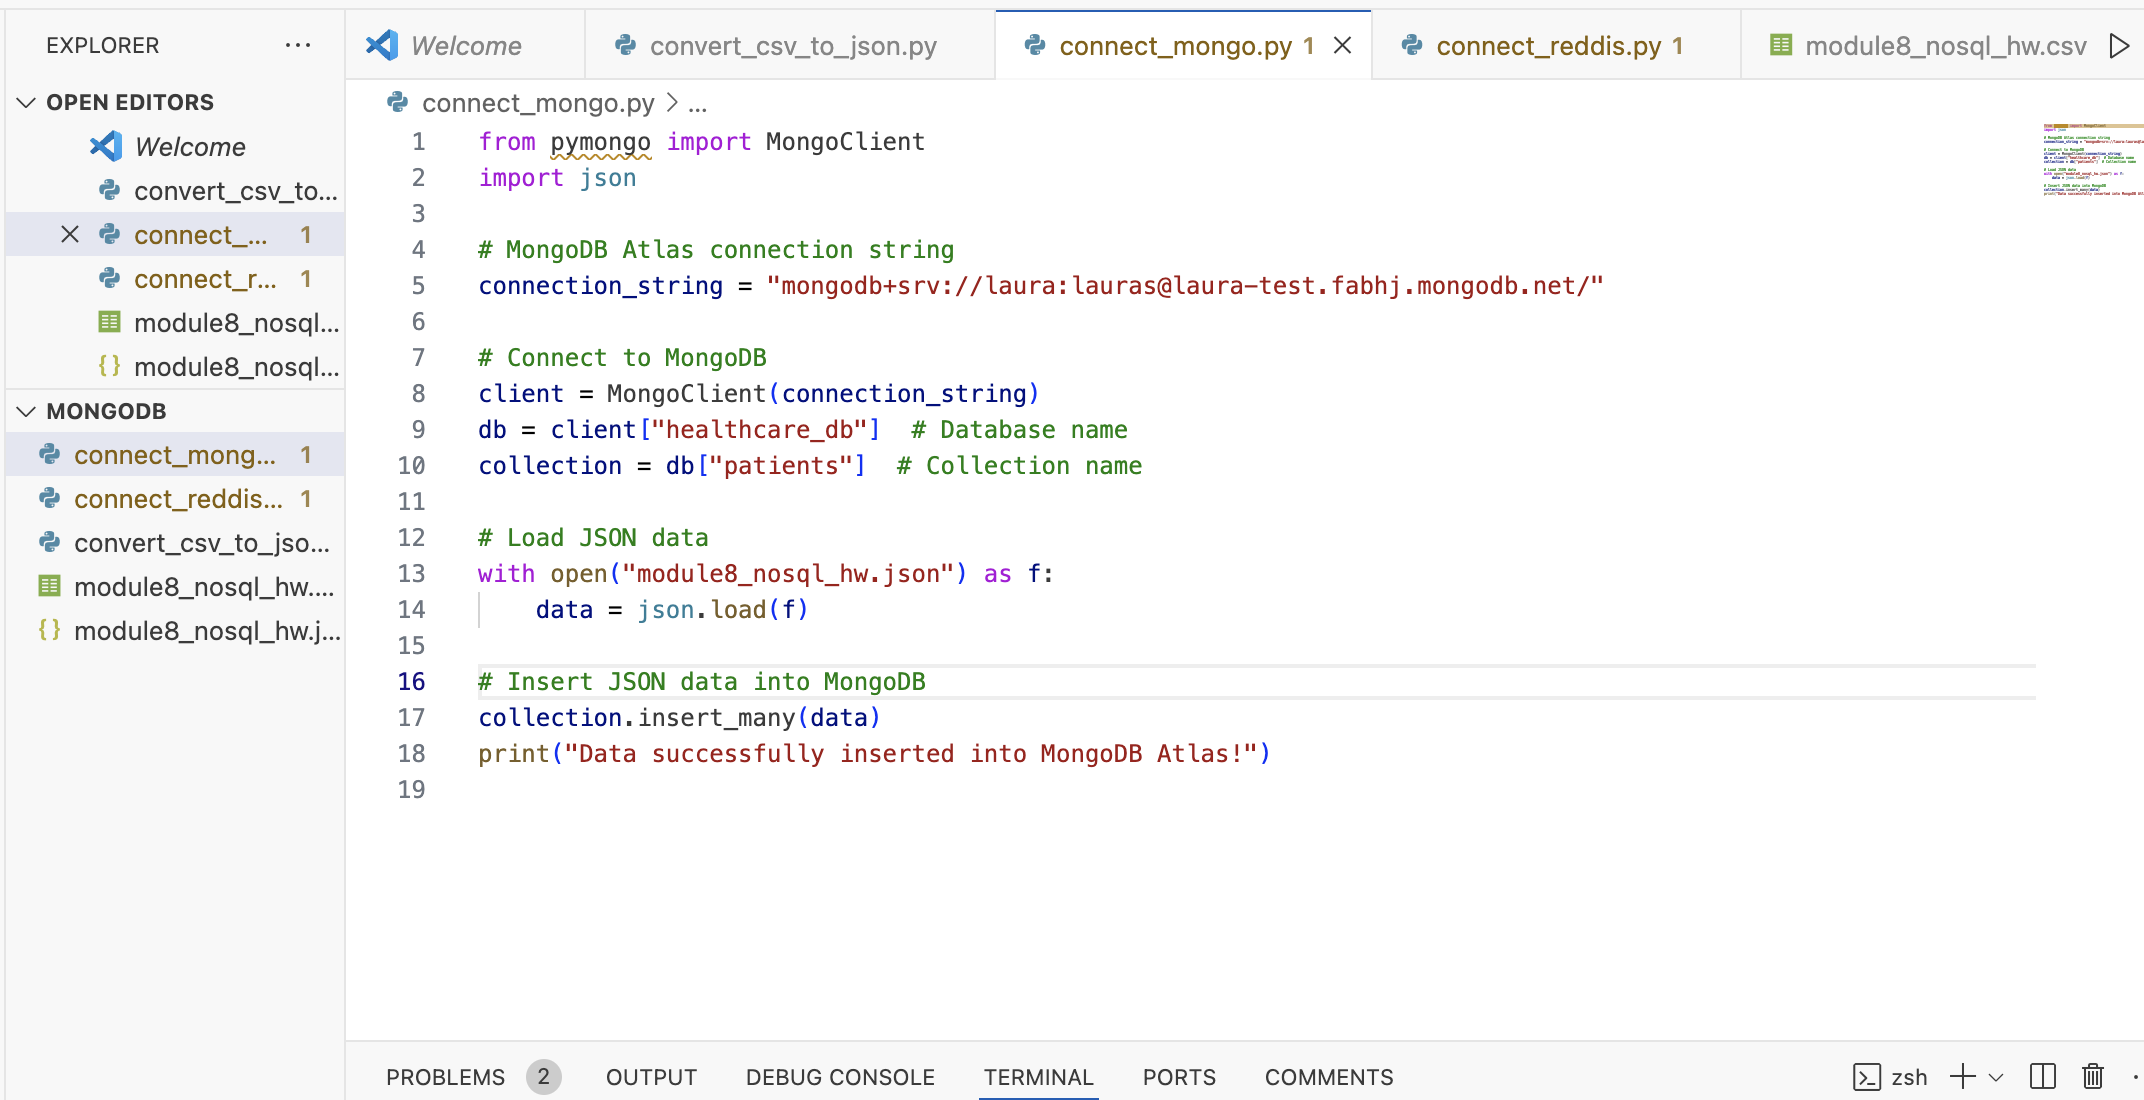 EXPLORER
OPEN EDITORS
Welcome
convert_csv_to...
connect_... 1
connect_r... 1
module8_nosql...
module8_nosql...
MONGODB
connect_mong... 1
connect_reddis... 1
convert_csv_to_jso...
module8_nosql_hw....
module8_nosql_hw.j...
Welcome
convert_csv_to_json.py
connect_mongo.py 1
connect_reddis.py 1
module8_nosql_hw.csv
connect_mongo.py > ...
1 from pymongo import MongoClient
2 import json
3
4 # MongoDB Atlas connection string
5 connection_string = "mongodb+srv://laura:lauras@laura-test.fabhj.mongodb.net/"
6
7 # Connect to MongoDB
8 client = MongoClient(connection_string)
9 db = client["healthcare_db"]  # Database name
10 collection = db["patients"]  # Collection name
11
12 # Load JSON data
13 with open("module8_nosql_hw.json") as f:
14     data = json.load(f)
15
16 # Insert JSON data into MongoDB
17 collection.insert_many(data)
18 print("Data successfully inserted into MongoDB Atlas!")
19
PROBLEMS 2 OUTPUT DEBUG CONSOLE TERMINAL PORTS COMMENTS zsh